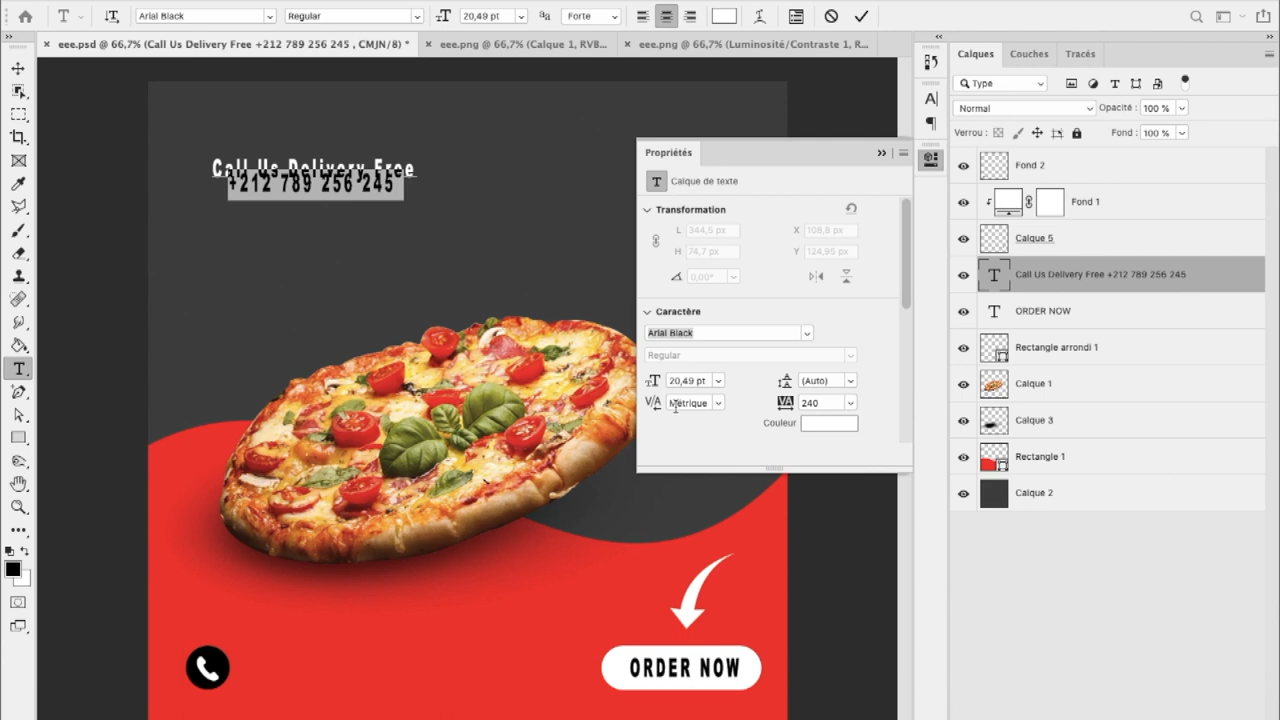 Arial Black
Regular
20,49 pt
aa
Forte
eee.psd @ 66,7% (Call Us Delivery Free +212 789 256 245 , CMJN/8) *
eee.png @ 66,7% (Calque 1, RVB...
eee.png @ 66,7% (Luminosité/Contraste 1, R...
Calques
Couches
Tracés
Type
Normal
Opacité : 100 %
Verrou :
Fond : 100 %
Fond 2
Fond 1
Calque 5
Call Us Delivery Free +212 789 256 245
ORDER NOW
Rectangle arrondi 1
Calque 1
Calque 3
Rectangle 1
Calque 2
Propriétés
Calque de texte
Transformation
L 344,5 px
X 108,8 px
H 74,7 px
Y 124,95 px
0,00°
Caractère
Arial Black
Regular
20,49 pt
(Auto)
Métrique
240
Couleur
Call Us Delivery Free
+212 789 256 245
ORDER NOW